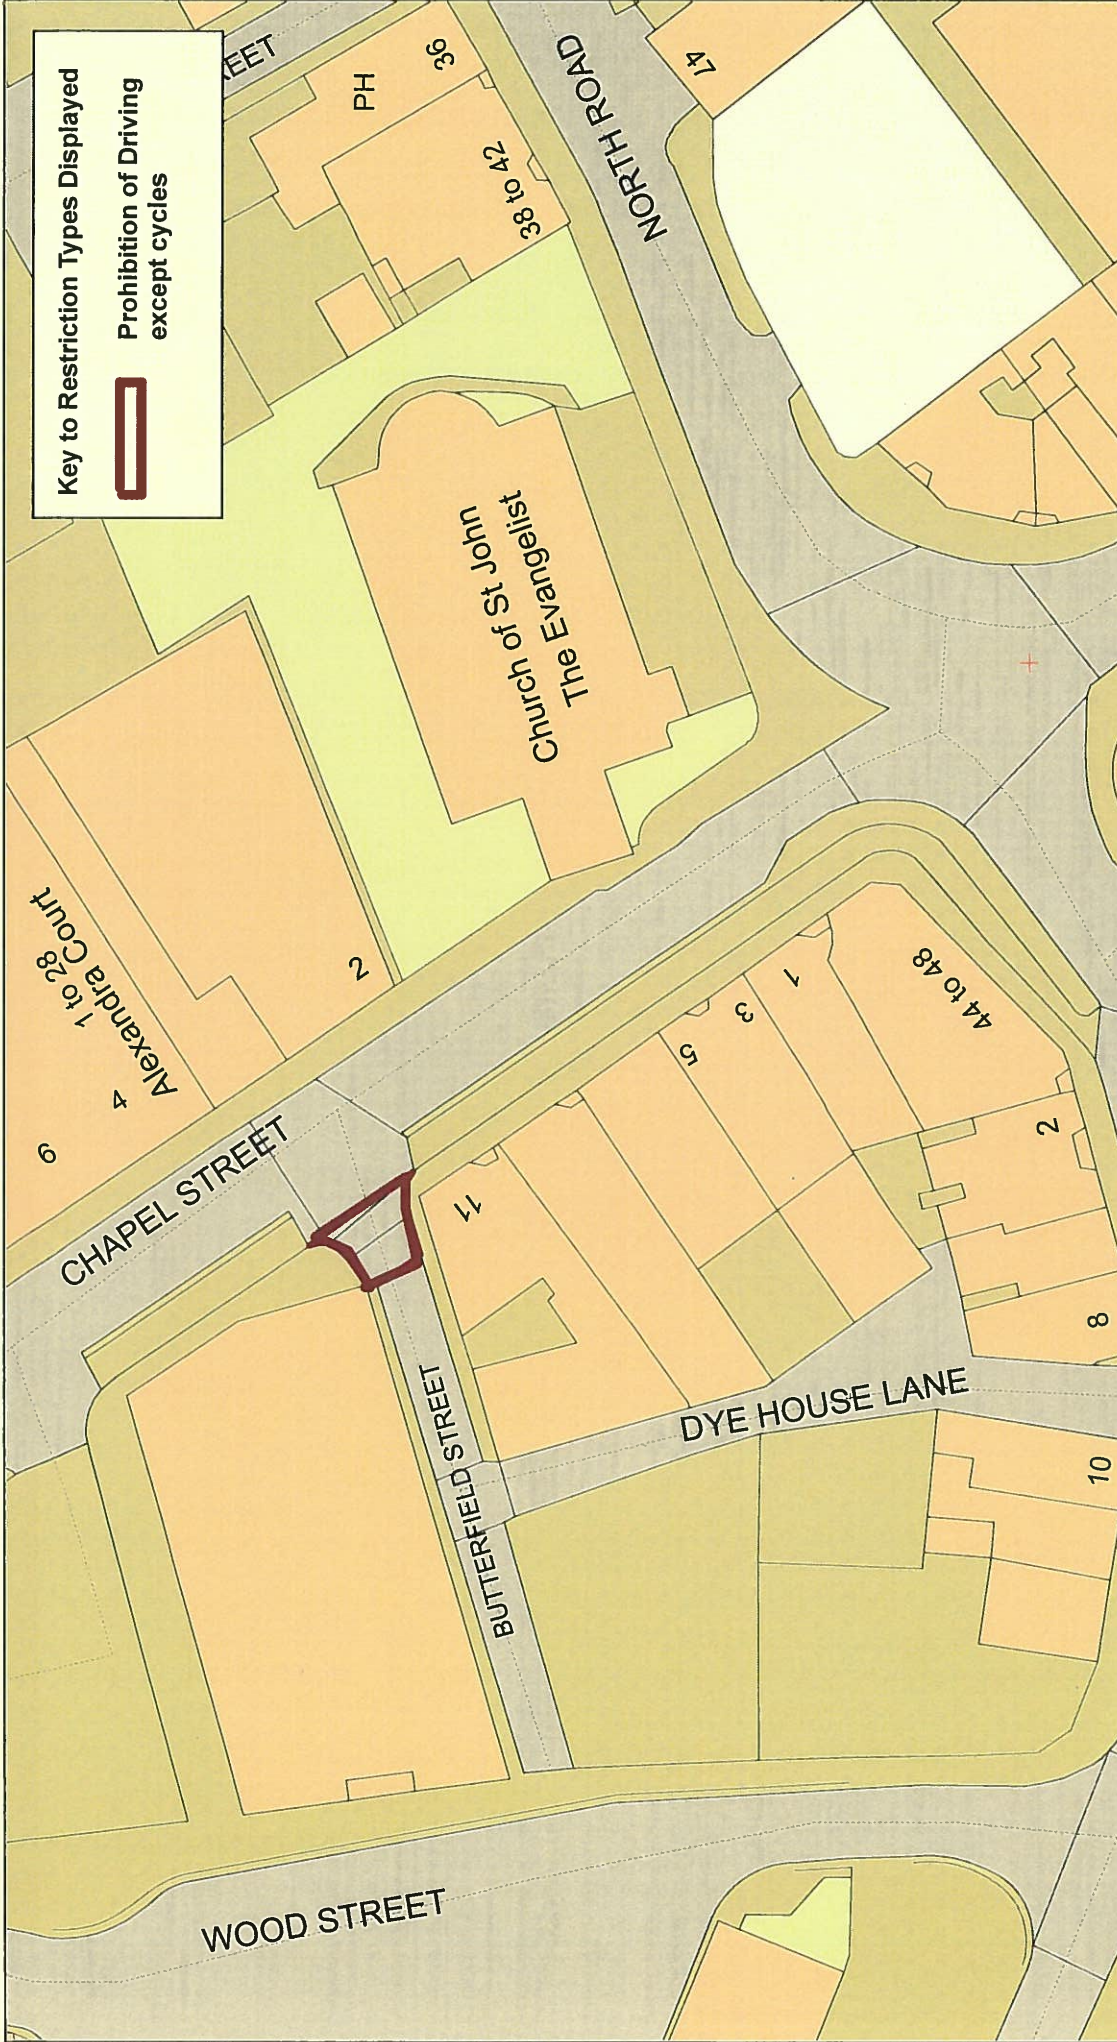 Key to Restriction Types Displayed
Prohibition of Driving
except cycles
PH
36
38 to 42
NORTH ROAD
47
Church of St John
The Evangelist
1 to 28
Alexandra Court
2
4
6
CHAPEL STREET
11
5
3
1
44 to 48
2
8
10
BUTTERFIELD STREET
DYE HOUSE LANE
WOOD STREET